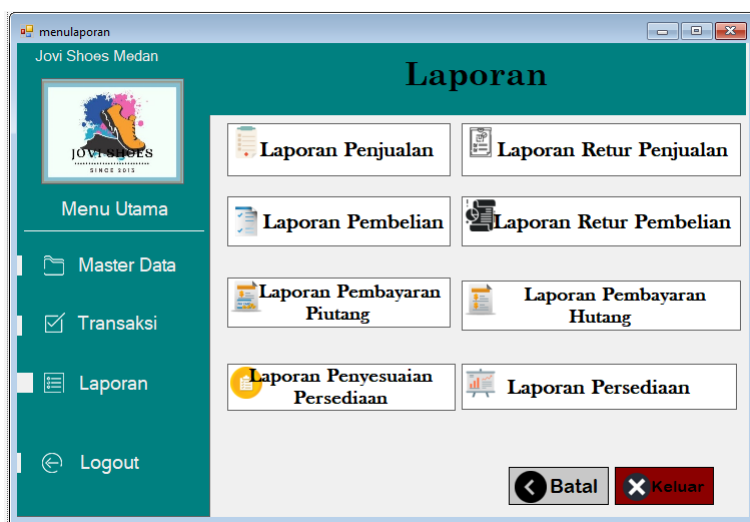 menulaporan
Jovi Shoes Medan
Laporan
JOVI SHOES
SINCE 2013
Menu Utama
Master Data
Transaksi
Laporan
Logout
Laporan Penjualan
Laporan Retur Penjualan
Laporan Pembelian
Laporan Retur Pembelian
Laporan Pembayaran
Piutang
Laporan Pembayaran
Hutang
Laporan Penyesuaian
Persediaan
Laporan Persediaan
Batal
Keluar